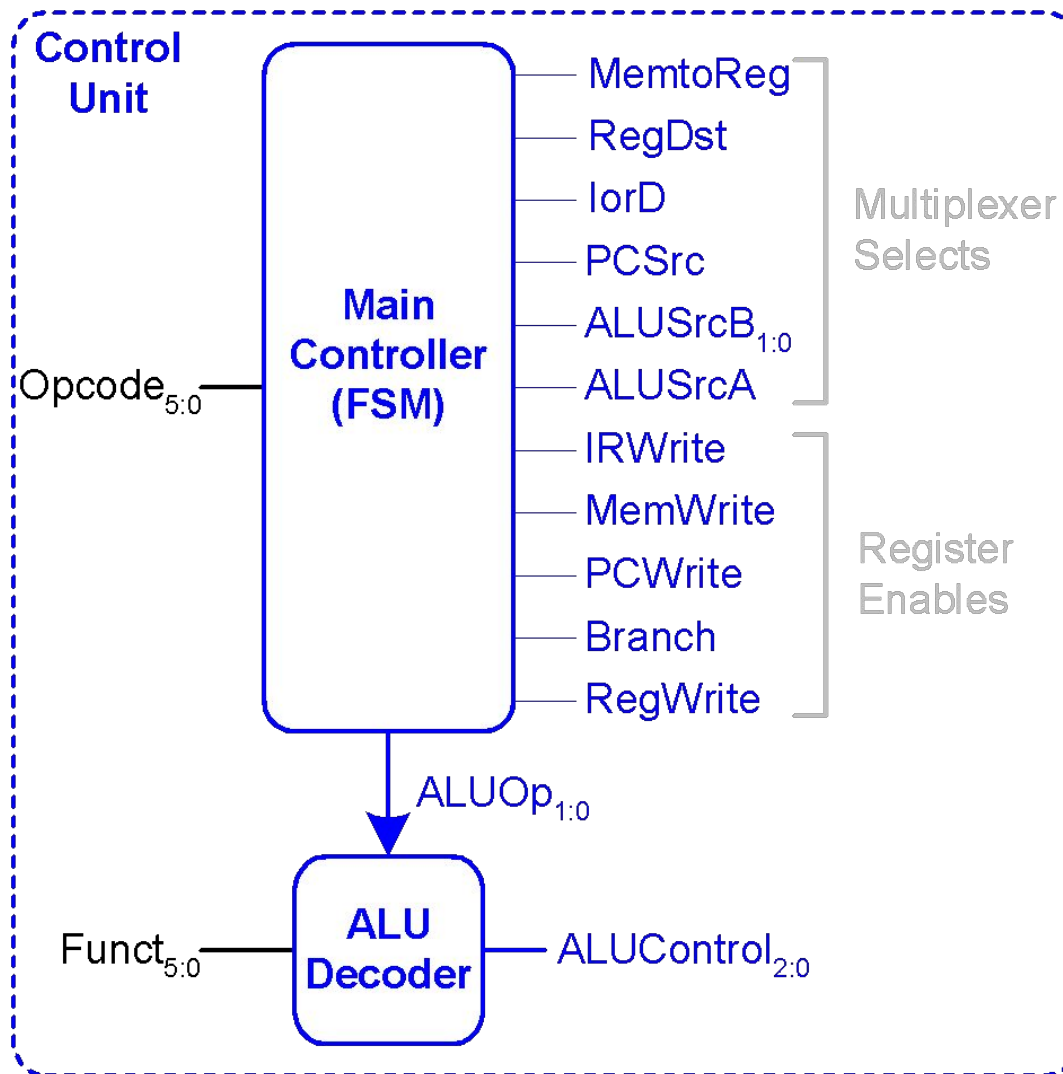 Control
Unit
MemtoReg
RegDst
IorD
Multiplexer
Selects
PCSrc
Main
Controller
(FSM)
ALUSrcB1:0
Opcode5:0
ALUSrcA
IRWrite
MemWrite
Register
Enables
PCWrite
Branch
RegWrite
ALUOp1:0
ALU
Decoder
Funct5:0
ALUControl2:0